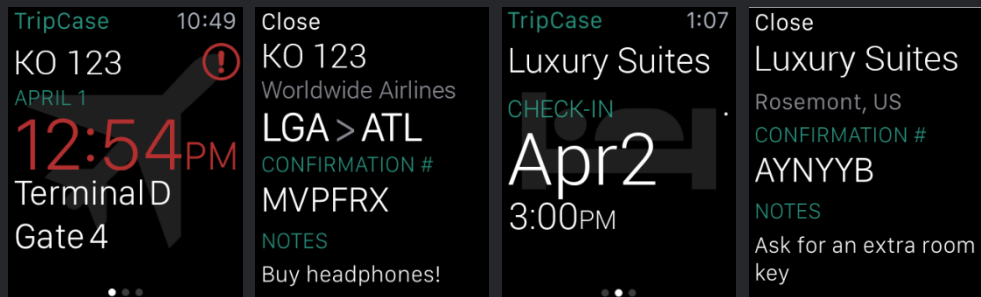 TripCase 10:49
KO 123
APRIL 1
12:54PM
Terminal D
Gate 4
Close
KO 123
Worldwide Airlines
LGA > ATL
CONFIRMATION #
MVPFRX
NOTES
Buy headphones!
TripCase 1:07
Luxury Suites
CHECK-IN
Apr2
3:00PM
Close
Luxury Suites
Rosemont, US
CONFIRMATION #
AYNYYB
NOTES
Ask for an extra room
key